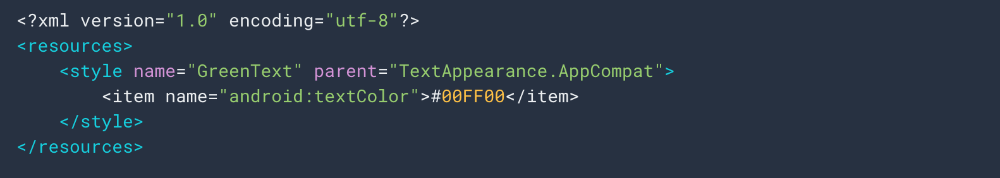 <?xml version="1.0" encoding="utf-8"?>
<resources>
    <style name="GreenText" parent="TextAppearance.AppCompat">
        <item name="android:textColor">#00FF00</item>
    </style>
</resources>